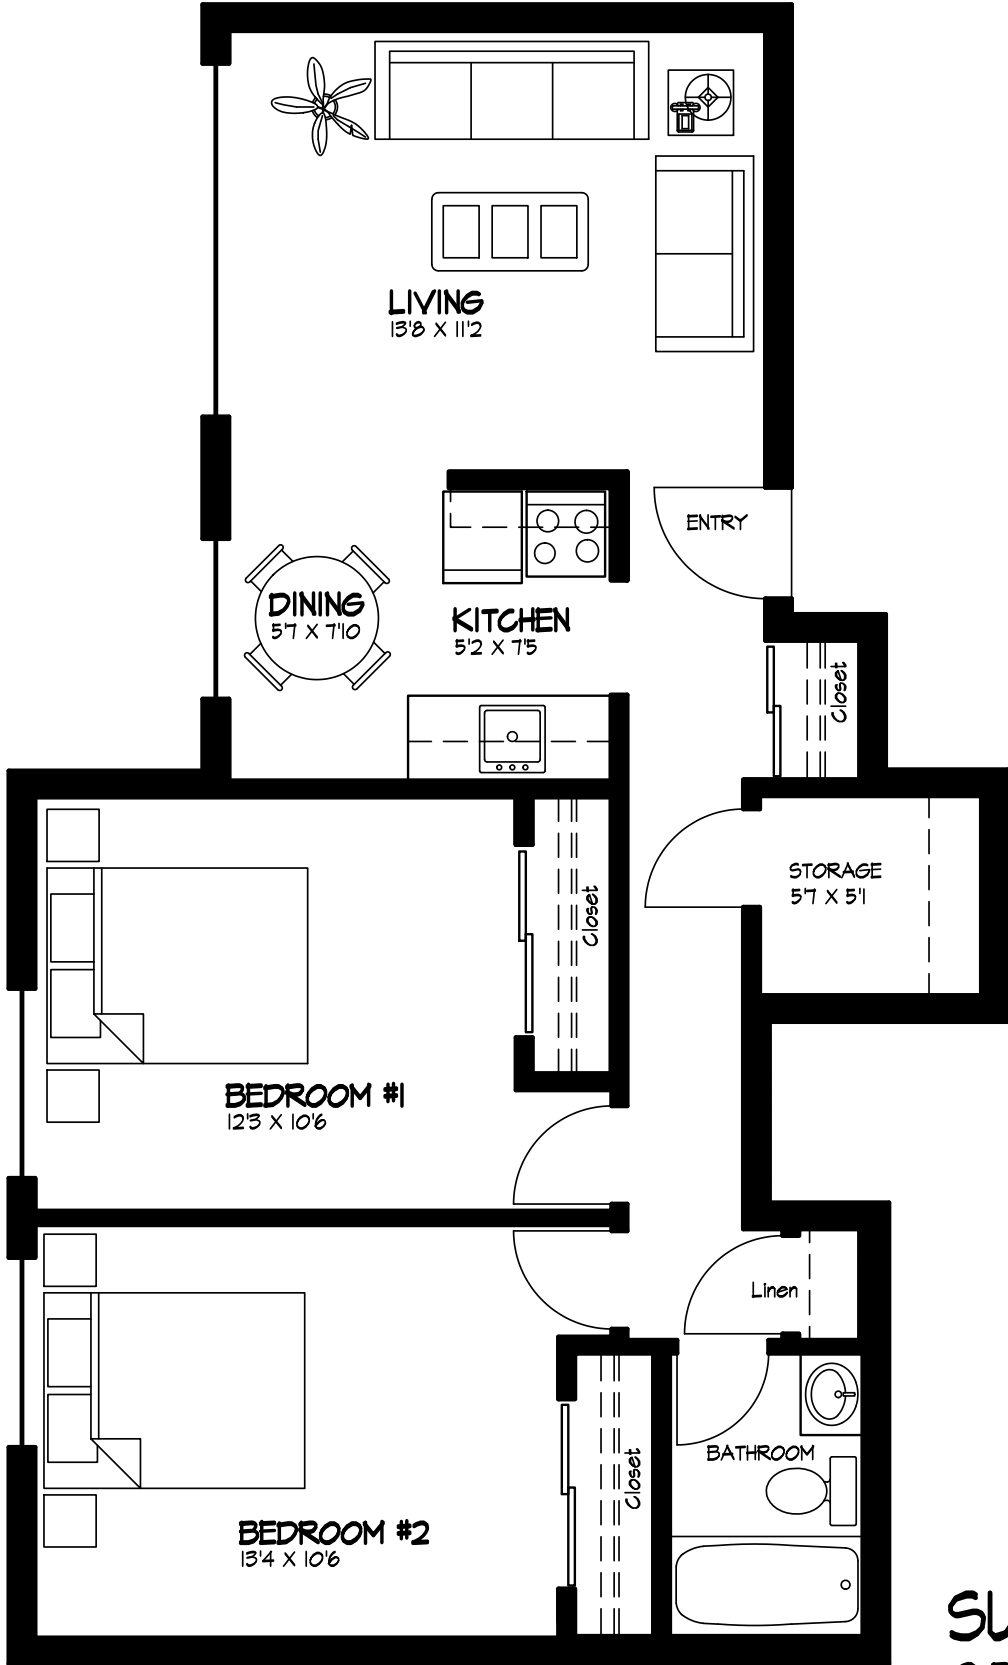 LIVING
13'8 X 11'2
ENTRY
DINING
5'7 X 7'10
KITCHEN
5'2 X 7'5
Closet
STORAGE
5'7 X 5'1
Closet
BEDROOM #1
12'3 X 10'6
Linen
BATHROOM
Closet
BEDROOM #2
13'4 X 10'6